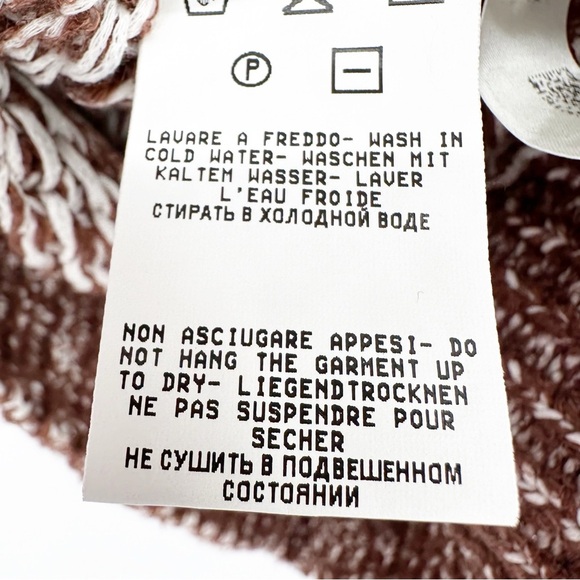 P
LAVARE A FREDDO- WASH IN
COLD WATER- WASCHEN MIT
KALTEM WASSER- LAVER
L'EAU FROIDE
СТИРАТЬ В ХОЛОДНОЙ ВОДЕ
NON ASCIUGARE APPESI- DO
NOT HANG THE GARMENT UP
TO DRY- LIEGENDTROCKNEN
NE PAS SUSPENDRE POUR
SECHER
НЕ СУШИТЬ В ПОДВЕШЕННОМ
СОСТОЯНИИ